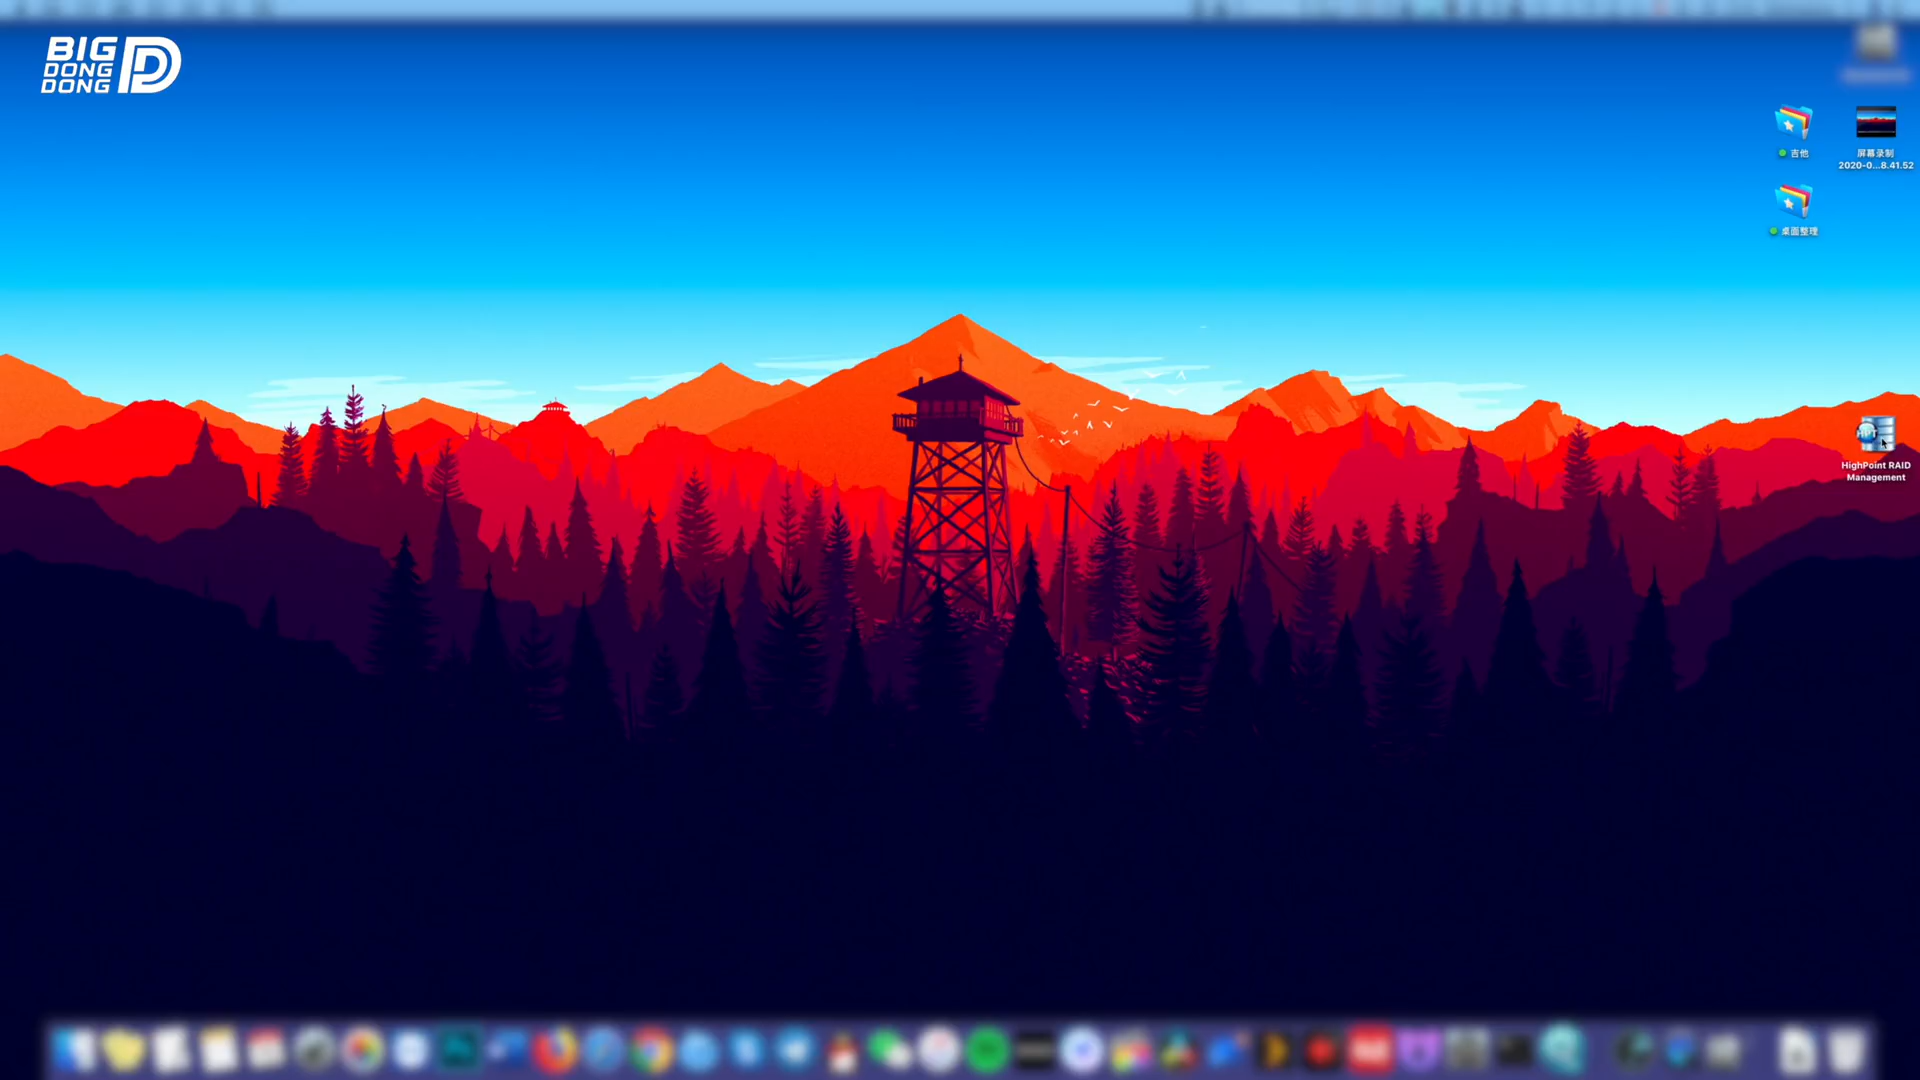 BIG
DONG
DONG
吉他
屏幕录制
2020-0...8.41.52
桌面整理
HPT
HighPoint RAID
Management